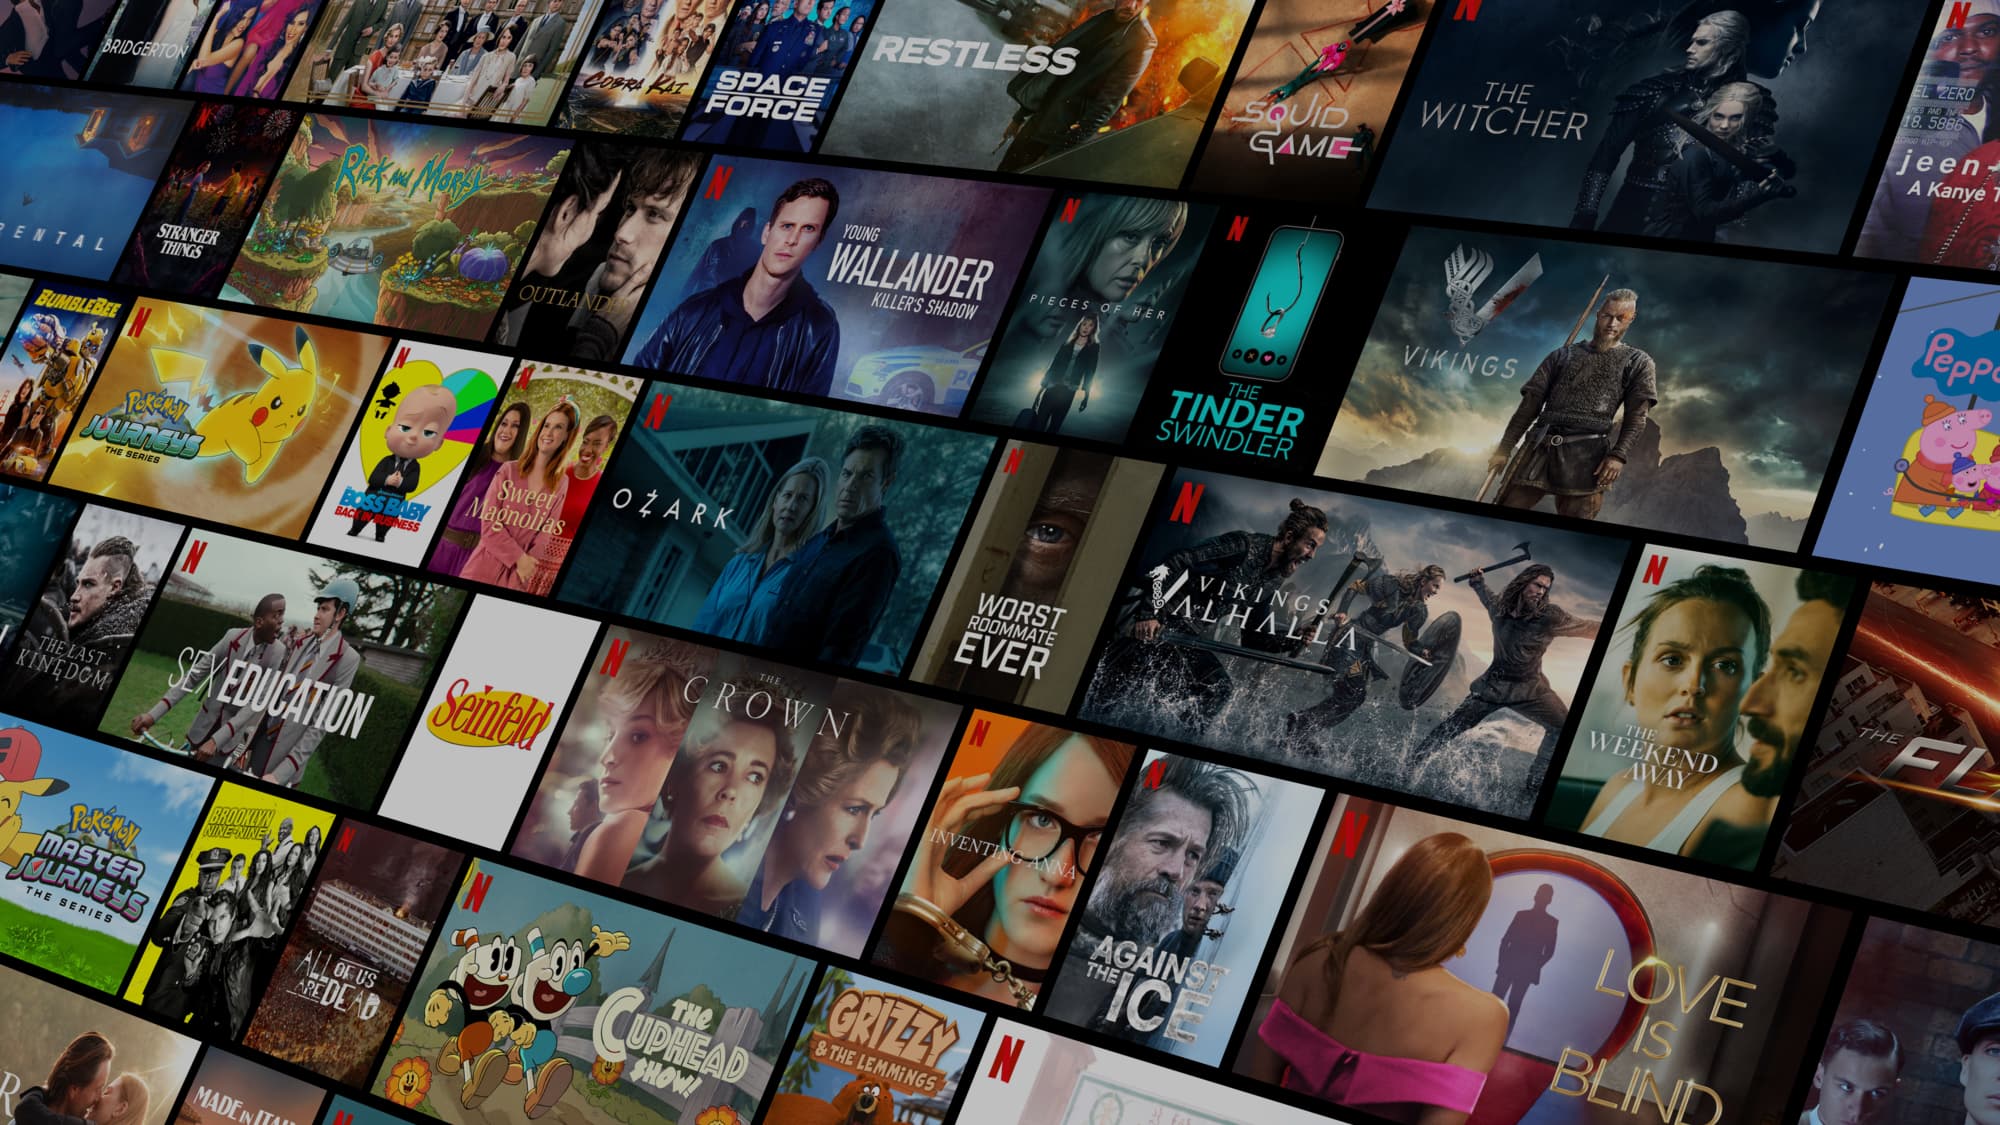 BRIDGERTON
COBRA KAI
SPACE
FORCE
RESTLESS
SQUID
GAME
THE
WITCHER
EL ZERO
18. 5886
jeen
A Kanye T
RENTAL
STRANGER
THINGS
RICK AND MORTY
OUTLANDE
YOUNG
WALLANDER
KILLER'S SHADOW
PIECES OF HER
THE
TINDER
SWINDLER
VIKINGS
Peppa
BUMBLEBEE
POKÉMON
JOURNEYS
THE SERIES
BOSS BABY
BACK IN BUSINESS
Sweet
Magnolias
OZARK
WORST
ROOMMATE
EVER
VIKINGS
VALHALLA
THE
WEEKEND
AWAY
THE FL
THE LAST
KINGDOM
SEX EDUCATION
Seinfeld
THE
CROWN
INVENTING ANNA
AGAINST
THE ICE
LOVE
IS
BLIND
POKÉMON
MASTER
JOURNEYS
THE SERIES
BROOKLYN
NINE-NINE
ALL OF US
ARE DEAD
THE
CUPHEAD
SHOW!
GRIZZY
& THE LEMMINGS
R
MADE IN ITA